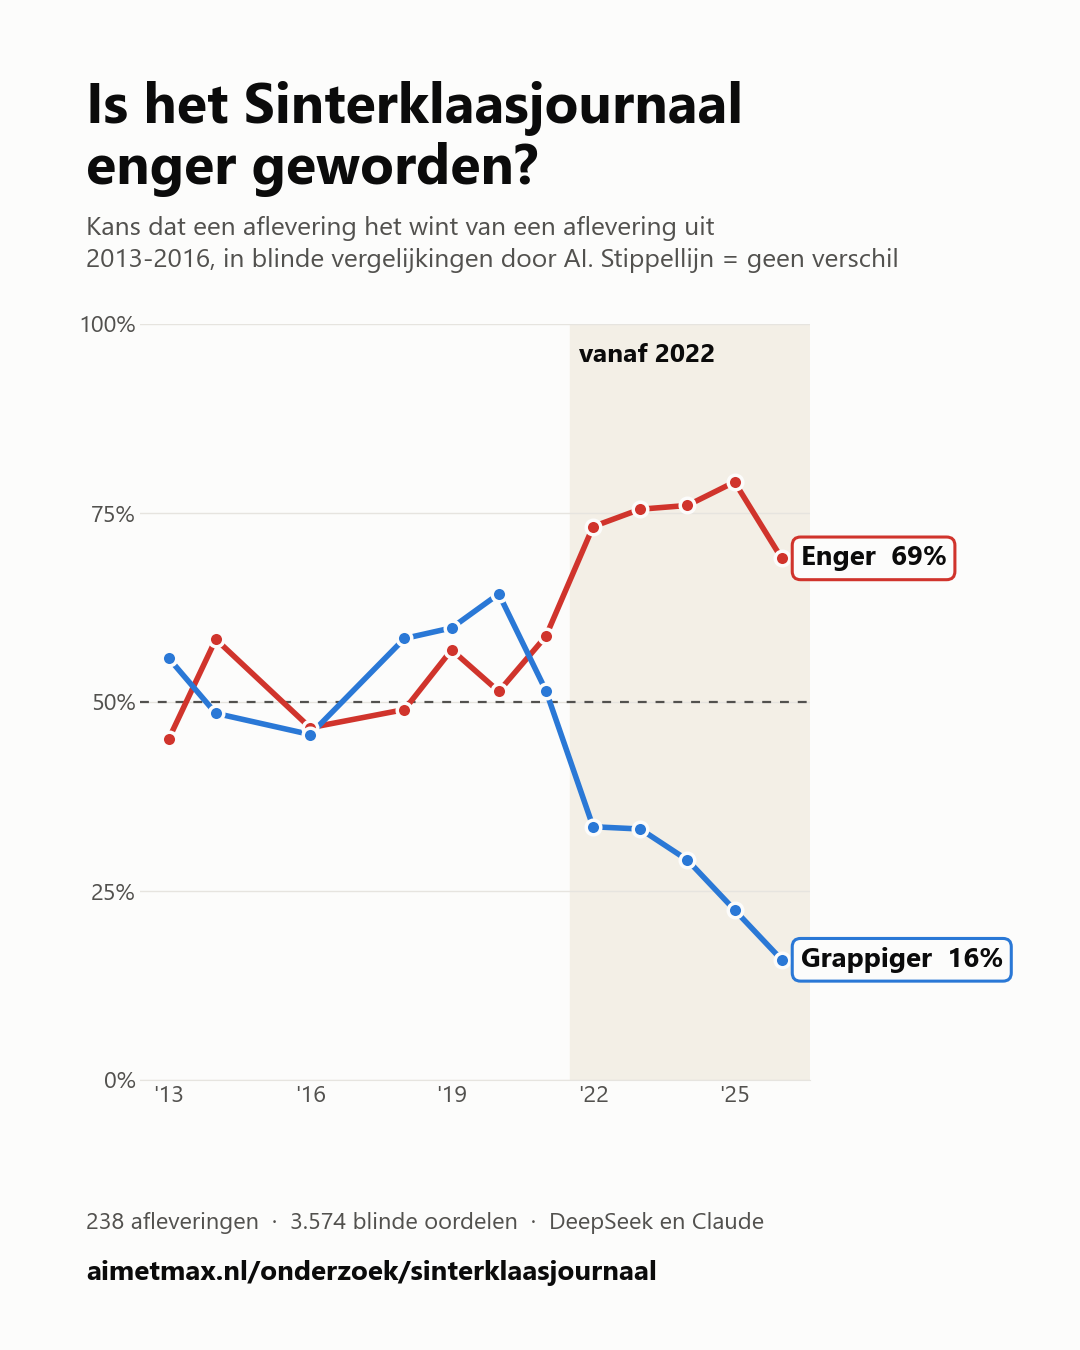 Is het Sinterklaasjournaal
enger geworden?
Kans dat een aflevering het wint van een aflevering uit
2013-2016, in blinde vergelijkingen door AI. Stippellijn = geen verschil
100%
vanaf 2022
75%
Enger 69%
50%
25%
Grappiger 16%
0%
'13 '16 '19 '22 '25
238 afleveringen · 3.574 blinde oordelen · DeepSeek en Claude
aimetmax.nl/onderzoek/sinterklaasjournaal